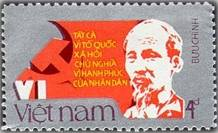 TẤT CẢ
VÌ TỔ QUỐC
XÃ HỘI
CHỦ NGHĨA
VÌ HẠNH PHÚC
CỦA NHÂN DÂN
BƯU CHÍNH
VI
Việt nam
4đ